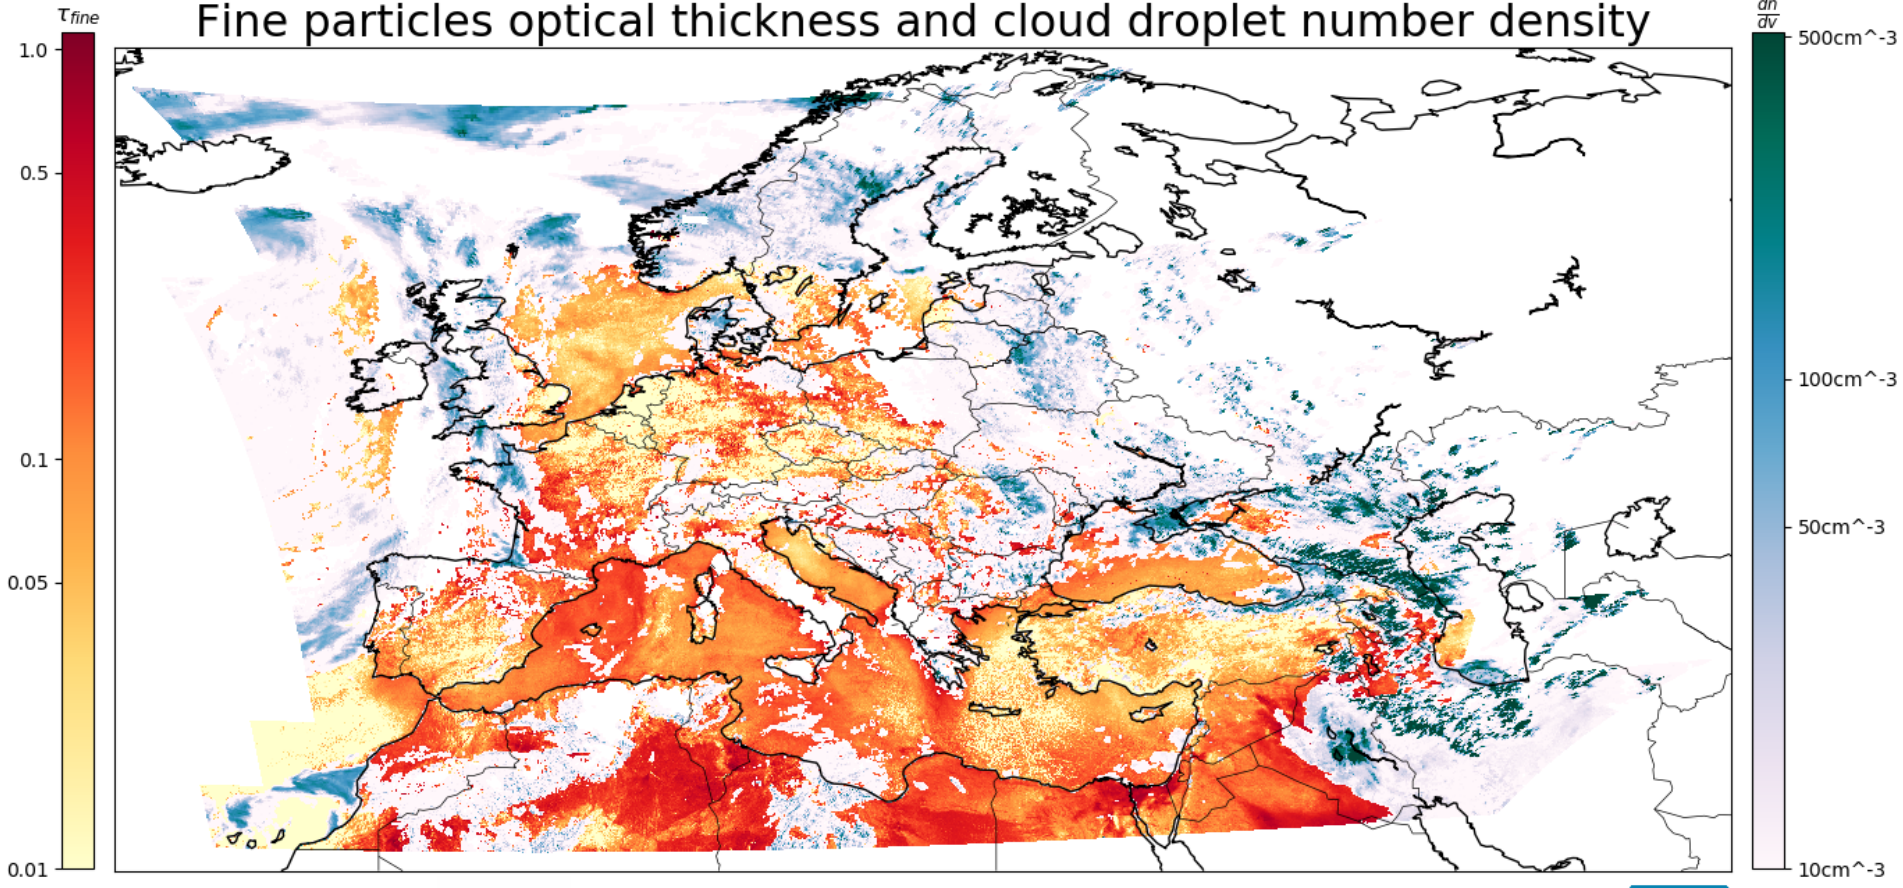 Fine particles optical thickness and cloud droplet number density
τfine
1.0
0.5
0.1
0.05
0.01
dn
dv
500cm^-3
100cm^-3
50cm^-3
10cm^-3